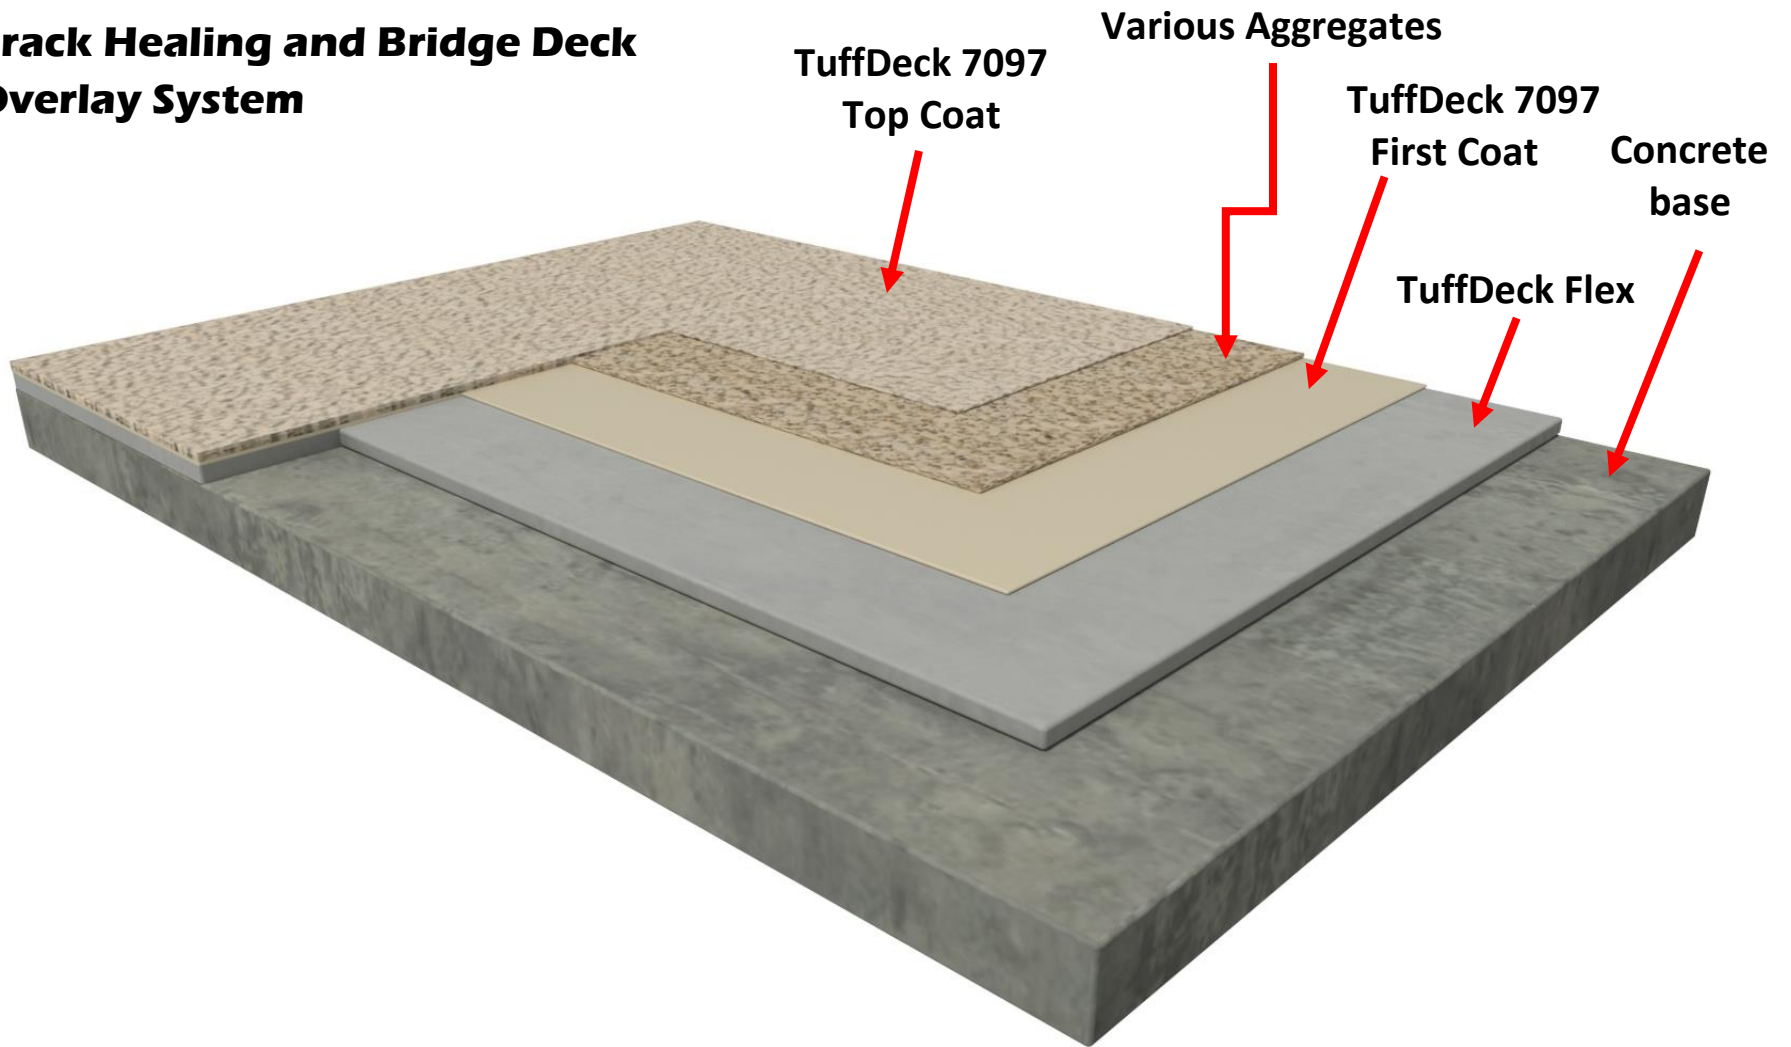 rack Healing and Bridge Deck
Overlay System
TuffDeck 7097
Top Coat
Various Aggregates
TuffDeck 7097
First Coat
Concrete
base
TuffDeck Flex